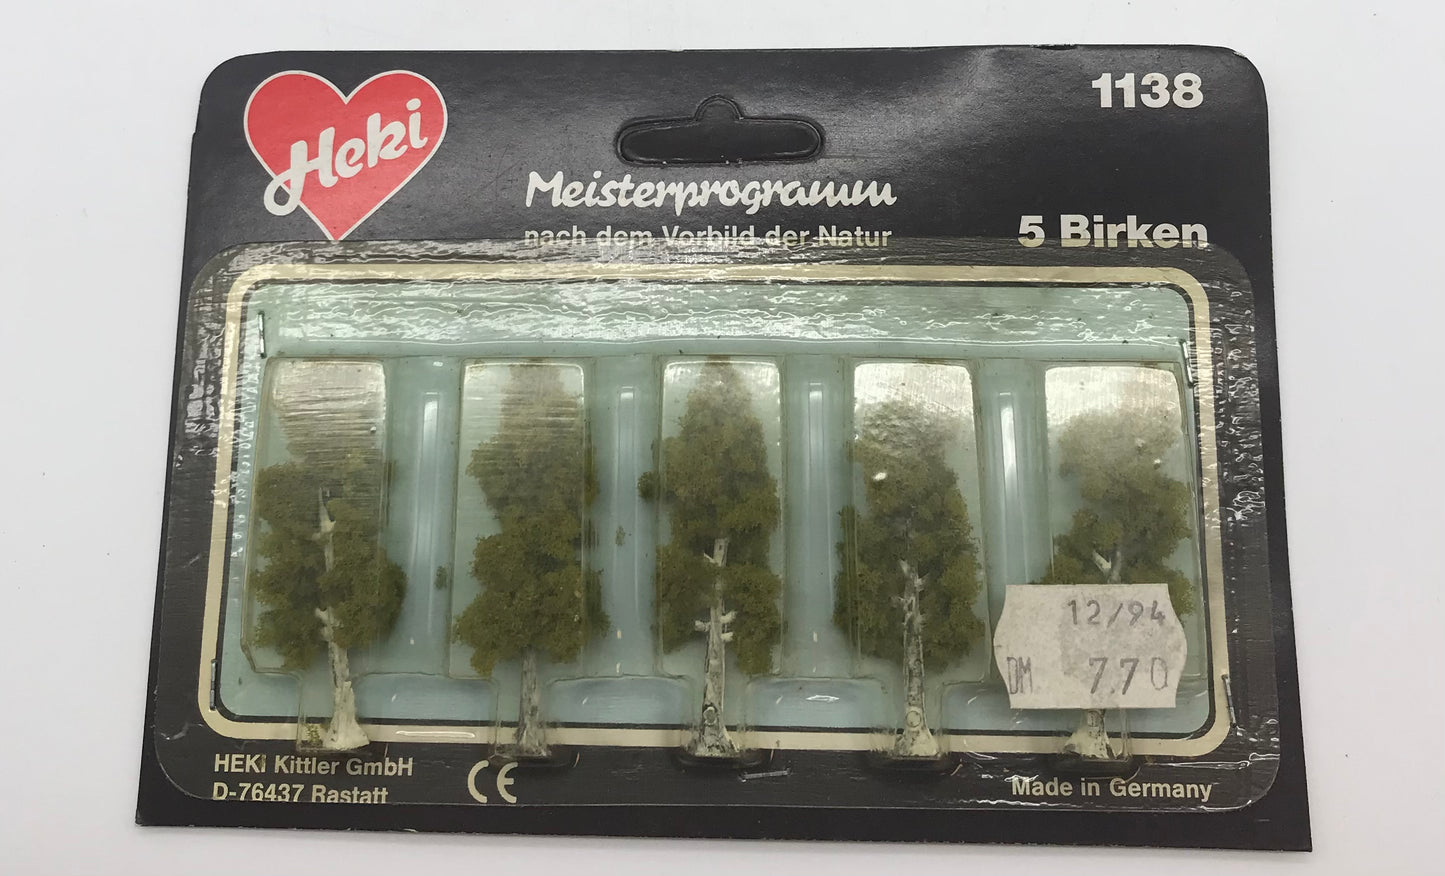 Heki
1138
Meisterprogramm
nach dem Vorbild der Natur
5 Birken
12/94
DM 7.70
HEKI Kittler GmbH
D-76437 Rastatt
CE
Made in Germany